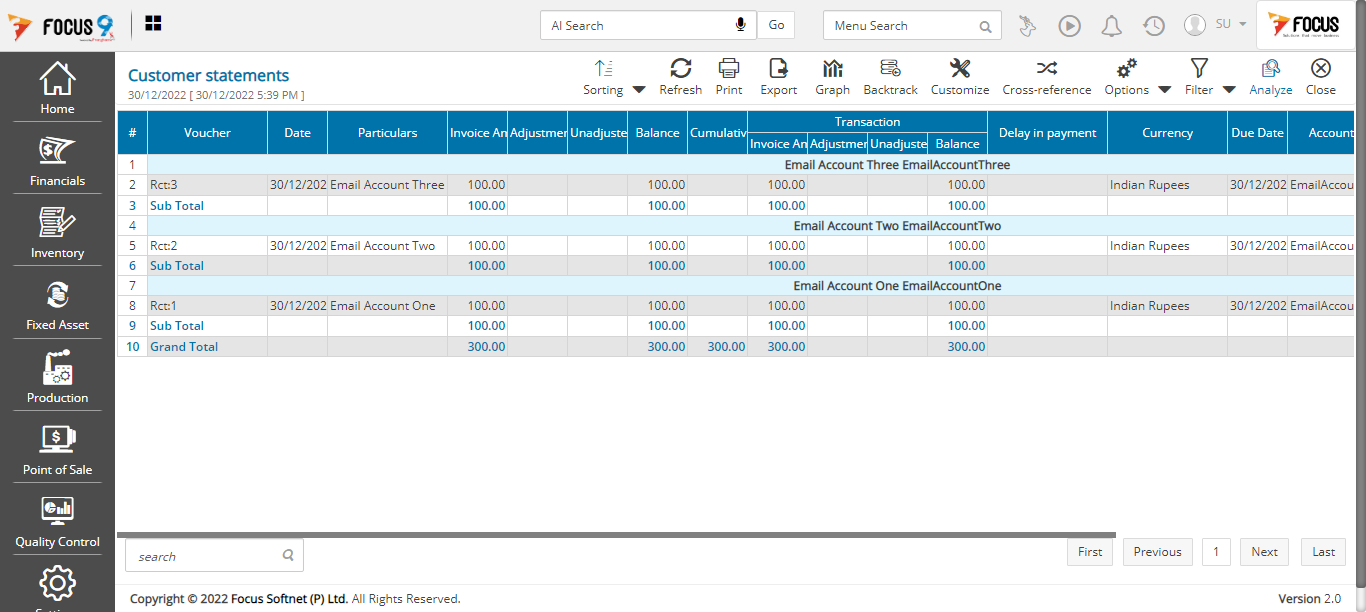 FOCUS 9
AI Search Go Menu Search SU FOCUS
Home
Financials
Inventory
Fixed Asset
Production
Point of Sale
Quality Control
Customer statements
30/12/2022 [ 30/12/2022 5:39 PM ]
Sorting Refresh Print Export Graph Backtrack Customize Cross-reference Options Filter Analyze Close
# Voucher Date Particulars Invoice An Adjustmer Unadjuste Balance Cumulativ Transaction Delay in payment Currency Due Date Account
Invoice An Adjustmer Unadjuste Balance
1 Email Account Three EmailAccountThree
2 Rct:3 30/12/202 Email Account Three 100.00 100.00 100.00 100.00 Indian Rupees 30/12/202 EmailAccou
3 Sub Total 100.00 100.00 100.00 100.00
4 Email Account Two EmailAccountTwo
5 Rct:2 30/12/202 Email Account Two 100.00 100.00 100.00 100.00 Indian Rupees 30/12/202 EmailAccou
6 Sub Total 100.00 100.00 100.00 100.00
7 Email Account One EmailAccountOne
8 Rct:1 30/12/202 Email Account One 100.00 100.00 100.00 100.00 Indian Rupees 30/12/202 EmailAccou
9 Sub Total 100.00 100.00 100.00 100.00
10 Grand Total 300.00 300.00 300.00 300.00 300.00
search First Previous 1 Next Last
Copyright © 2022 Focus Softnet (P) Ltd. All Rights Reserved. Version 2.0